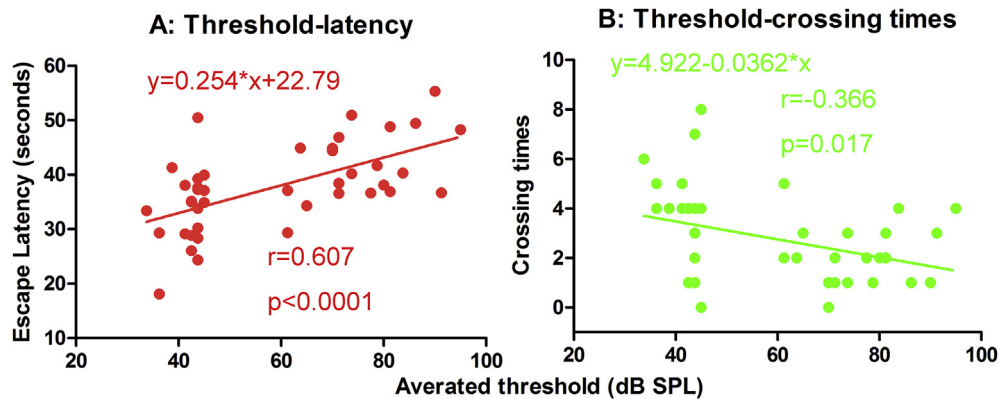 A: Threshold-latency
y=0.254*x+22.79
r=0.607
p<0.0001
Escape Latency (seconds)
60
50
40
30
20
10
20
40
60
80
100
B: Threshold-crossing times
y=4.922-0.0362*x
r=-0.366
p=0.017
Crossing times
10
8
6
4
2
0
20
40
60
80
100
Averated threshold (dB SPL)